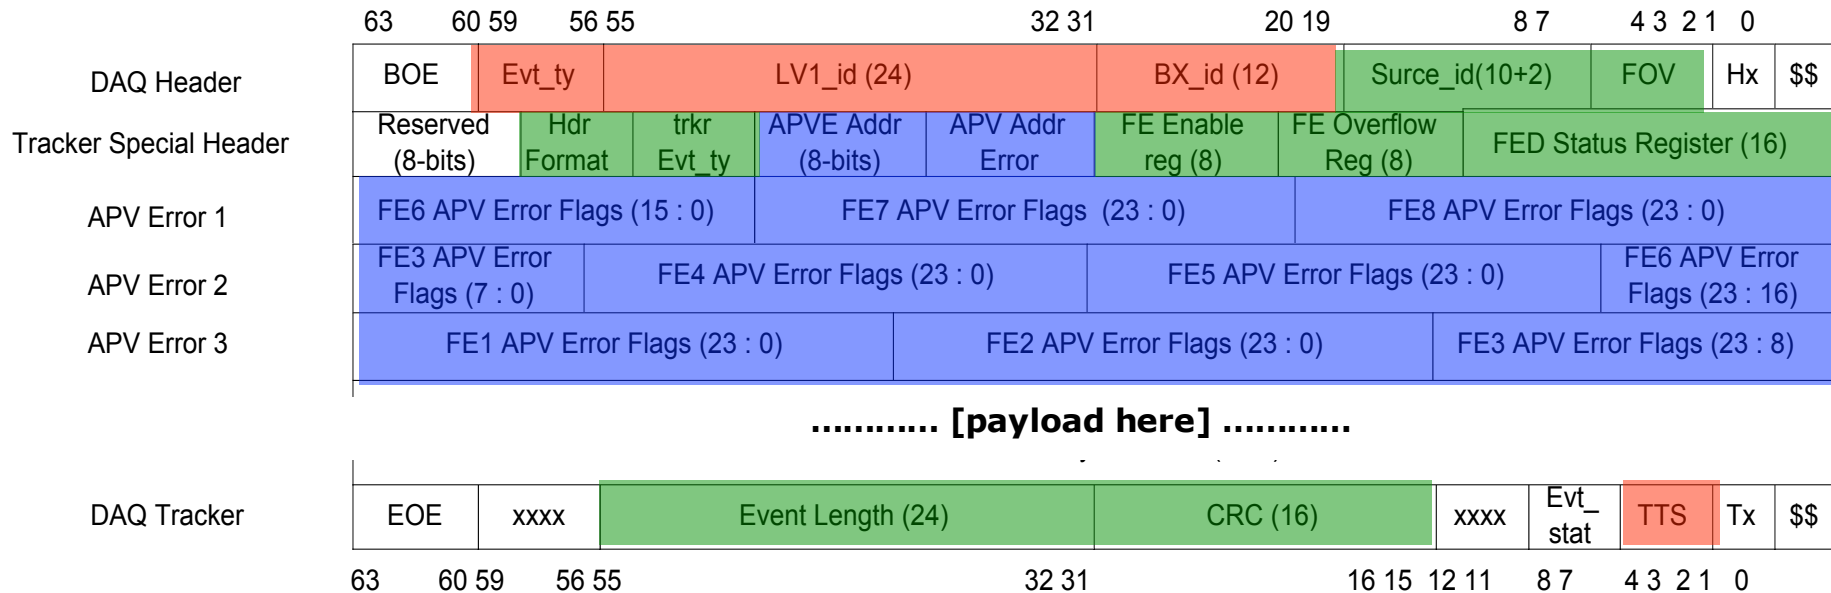 63 60 59 56 55 32 31 20 19 8 7 4 3 2 1 0
DAQ Header BOE Evt_ty LV1_id (24) BX_id (12) Surce_id(10+2) FOV Hx $$
Tracker Special Header
Reserved
(8-bits)
Hdr
Format
trkr
Evt_ty
APVE Addr
(8-bits)
APV Addr
Error
FE Enable
reg (8)
FE Overflow
Reg (8)
FED Status Register (16)
APV Error 1 FE6 APV Error Flags (15 : 0) FE7 APV Error Flags (23 : 0) FE8 APV Error Flags (23 : 0)
APV Error 2
FE3 APV Error
Flags (7 : 0)
FE4 APV Error Flags (23 : 0) FE5 APV Error Flags (23 : 0)
FE6 APV Error
Flags (23 : 16)
APV Error 3 FE1 APV Error Flags (23 : 0) FE2 APV Error Flags (23 : 0) FE3 APV Error Flags (23 : 8)
............ [payload here] ............
DAQ Tracker EOE xxxx Event Length (24) CRC (16) xxxx
Evt_
stat
TTS Tx $$
63 60 59 56 55 32 31 16 15 12 11 8 7 4 3 2 1 0